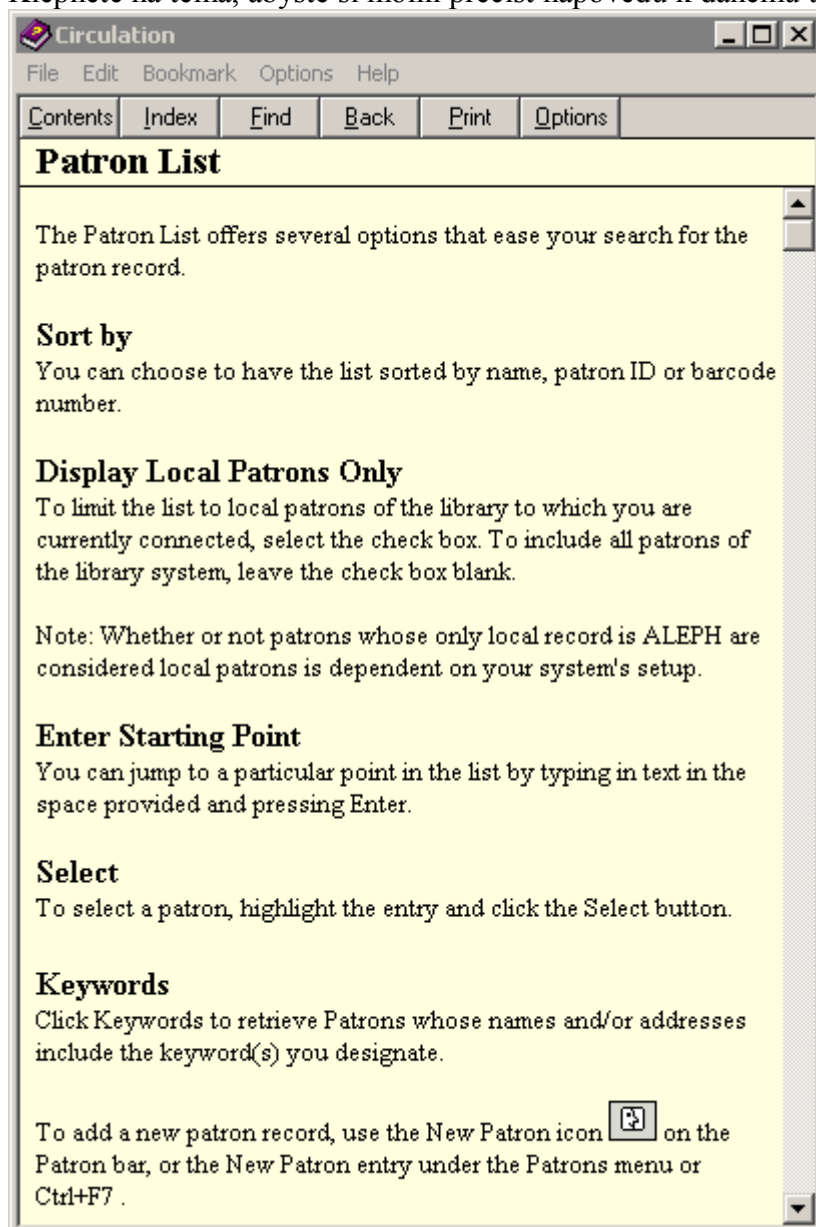 Klepněte na téma, abyste si mohli přečíst nápovědu k danému t
Circulation
File Edit Bookmark Options Help
Contents Index Find Back Print Options
Patron List
The Patron List offers several options that ease your search for the
patron record.
Sort by
You can choose to have the list sorted by name, patron ID or barcode
number.
Display Local Patrons Only
To limit the list to local patrons of the library to which you are
currently connected, select the check box. To include all patrons of
the library system, leave the check box blank.
Note: Whether or not patrons whose only local record is ALEPH are
considered local patrons is dependent on your system's setup.
Enter Starting Point
You can jump to a particular point in the list by typing in text in the
space provided and pressing Enter.
Select
To select a patron, highlight the entry and click the Select button.
Keywords
Click Keywords to retrieve Patrons whose names and/or addresses
include the keyword(s) you designate.
To add a new patron record, use the New Patron icon on the
Patron bar, or the New Patron entry under the Patrons menu or
Ctrl+F7 .